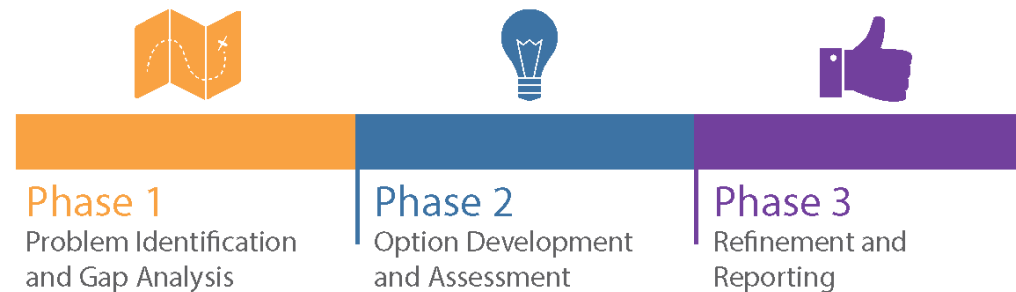 Phase 1
Problem Identification
and Gap Analysis
Phase 2
Option Development
and Assessment
Phase 3
Refinement and
Reporting